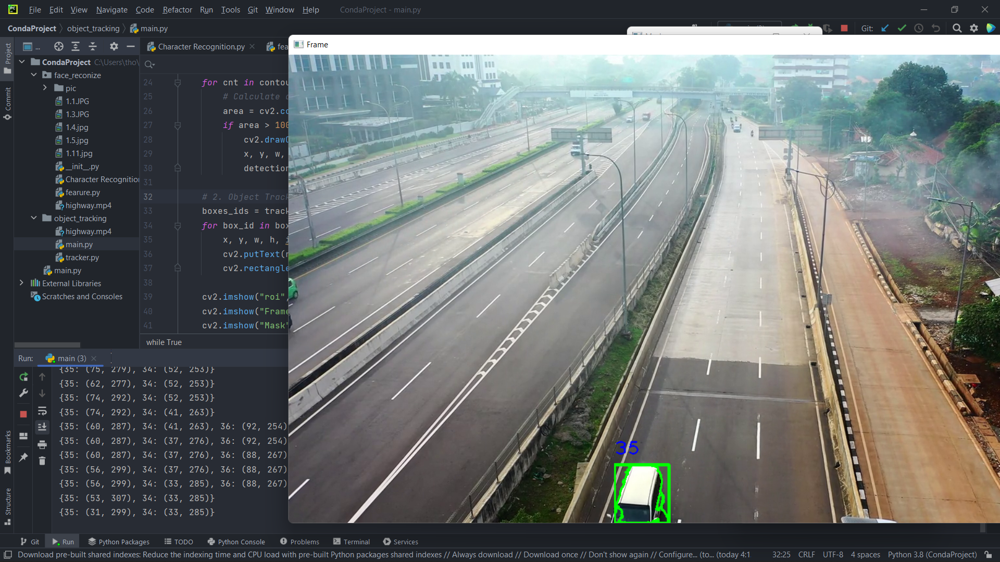 File Edit View Navigate Code Refactor Run Tools Git Window Help CondaProject - main.py
CondaProject object_tracking main.py Git:
... Character Recognition.py fea
Frame
Project
Commit
Bookmarks
Structure
CondaProject C:\Users\tho\
face_reconize
pic
1.1.JPG
1.3.JPG
1.4.jpg
1.5.jpg
1.11.jpg
__init__.py
Character Recognitio
fearure.py
highway.mp4
object_tracking
highway.mp4
main.py
tracker.py
main.py
External Libraries
Scratches and Consoles
24 for cnt in contou
25 # Calculate a
26 area = cv2.co
27 if area > 100
28 cv2.draw
29 x, y, w,
30 detection
31
32 # 2. Object Track
33 boxes_ids = track
34 for box_id in box
35 x, y, w, h, i
36 cv2.putText(r
37 cv2.rectangle
38
39 cv2.imshow("roi",
40 cv2.imshow("Frame
41 cv2.imshow("Mask"
while True
Run: main (3)
{35: (75, 279), 34: (52, 253)}
{35: (62, 277), 34: (52, 253)}
{35: (74, 292), 34: (52, 253)}
{35: (74, 292), 34: (41, 263)}
{35: (60, 287), 34: (41, 263), 36: (92, 254)
{35: (60, 287), 34: (37, 276), 36: (92, 254)
{35: (60, 287), 34: (37, 276), 36: (88, 267)
{35: (56, 299), 34: (37, 276), 36: (88, 267)
{35: (56, 299), 34: (33, 285), 36: (88, 267)
{35: (53, 307), 34: (33, 285)}
{35: (31, 299), 34: (33, 285)}
35
Git Run Python Packages TODO Python Console Problems Terminal Services
Download pre-built shared indexes: Reduce the indexing time and CPU load with pre-built Python packages shared indexes // Always download // Download once // Don't show again // Configure... (to... (today 4:1 32:25 CRLF UTF-8 4 spaces Python 3.8 (CondaProject)